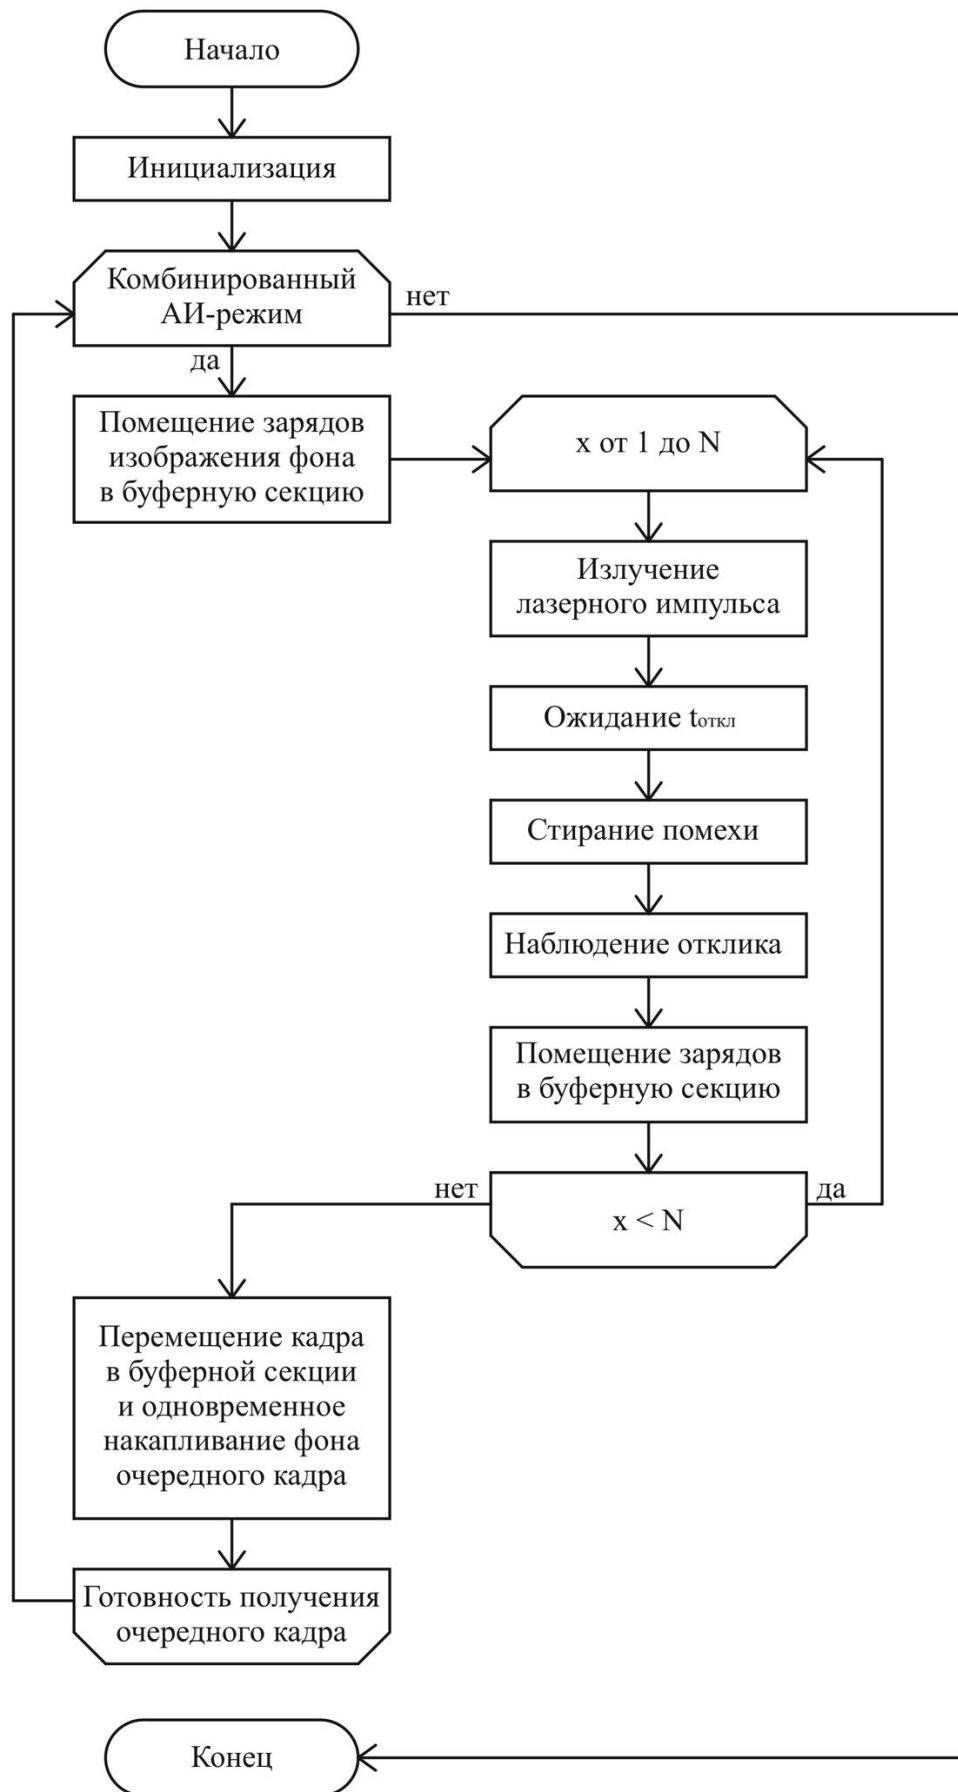 Начало
Инициализация
Комбинированный
АИ-режим
нет
да
Помещение зарядов
изображения фона
в буферную секцию
x от 1 до N
Излучение
лазерного импульса
Ожидание tоткл
Стирание помехи
Наблюдение отклика
Помещение зарядов
в буферную секцию
нет
да
x < N
Перемещение кадра
в буферной секции
и одновременное
накапливание фона
очередного кадра
Готовность получения
очередного кадра
Конец